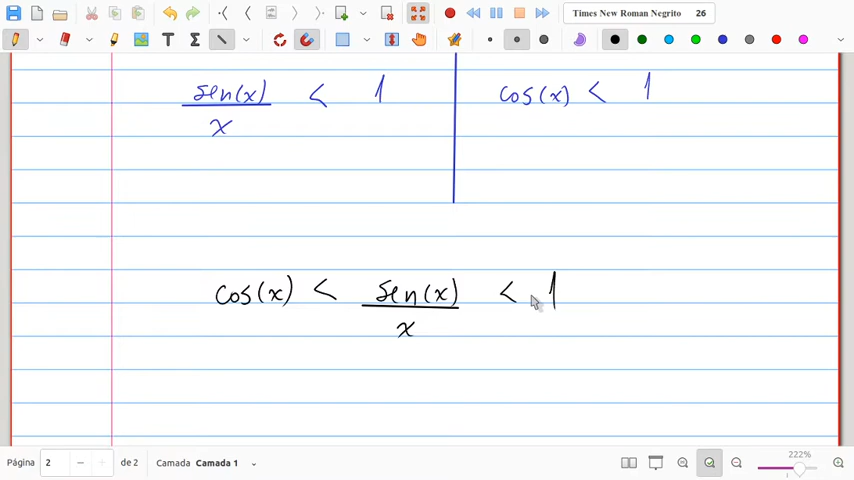 Times New Roman Negrito 26
sen(x)/x < 1
cos(x) < 1
cos(x) < sen(x)/x < 1
Página 2 de 2 Camada Camada 1 222%